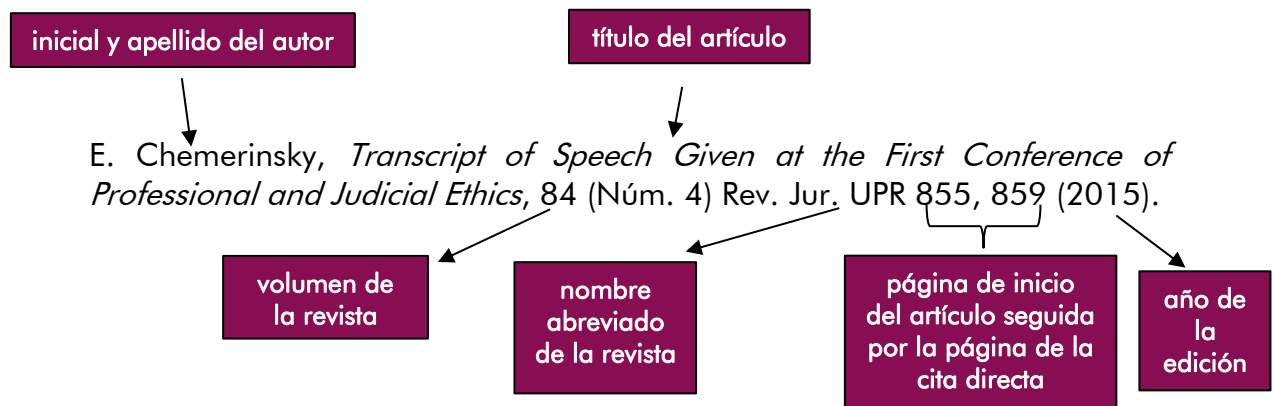 inicial y apellido del autor
título del artículo
E. Chemerinsky, Transcript of Speech Given at the First Conference of
Professional and Judicial Ethics, 84 (Núm. 4) Rev. Jur. UPR 855, 859 (2015).
volumen de
la revista
nombre
abreviado
de la revista
página de inicio
del artículo seguida
por la página de la
cita directa
año de
la
edición